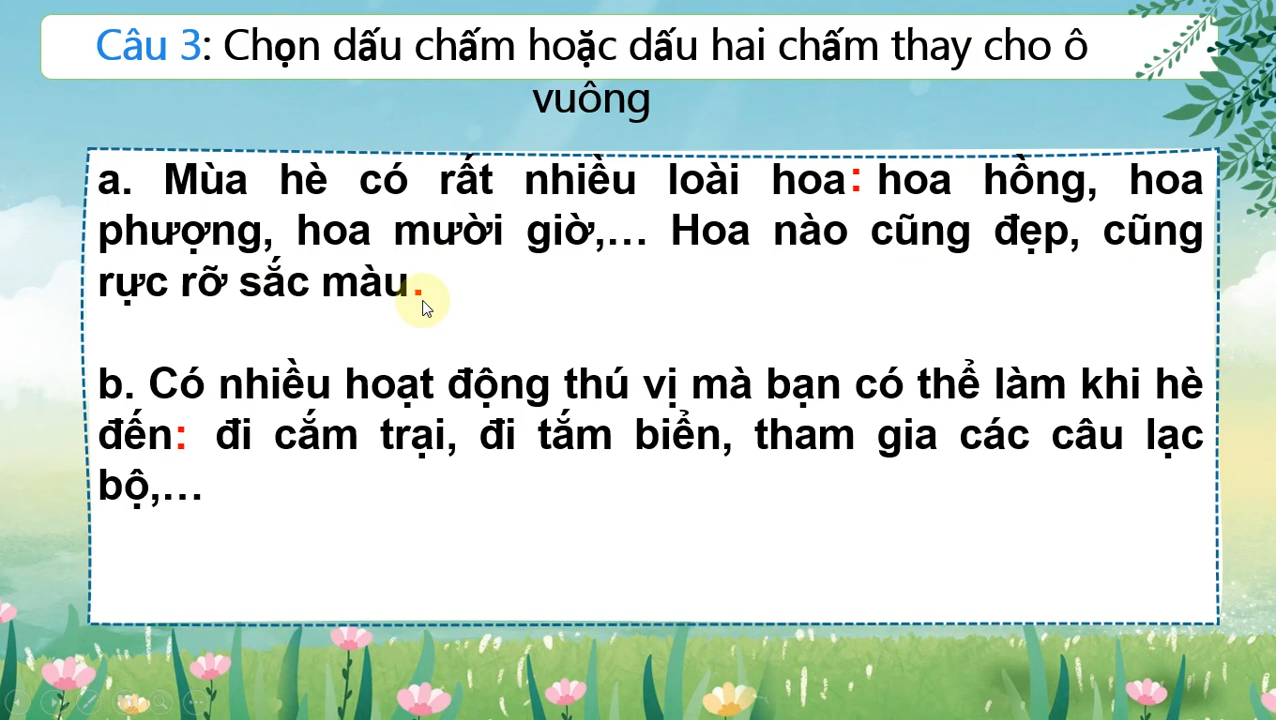 Câu 3: Chọn dấu chấm hoặc dấu hai chấm thay cho ô
vuông
a. Mùa hè có rất nhiều loài hoa: hoa hồng, hoa
phượng, hoa mười giờ,... Hoa nào cũng đẹp, cũng
rực rỡ sắc màu.
b. Có nhiều hoạt động thú vị mà bạn có thể làm khi hè
đến: đi cắm trại, đi tắm biển, tham gia các câu lạc
bộ,...